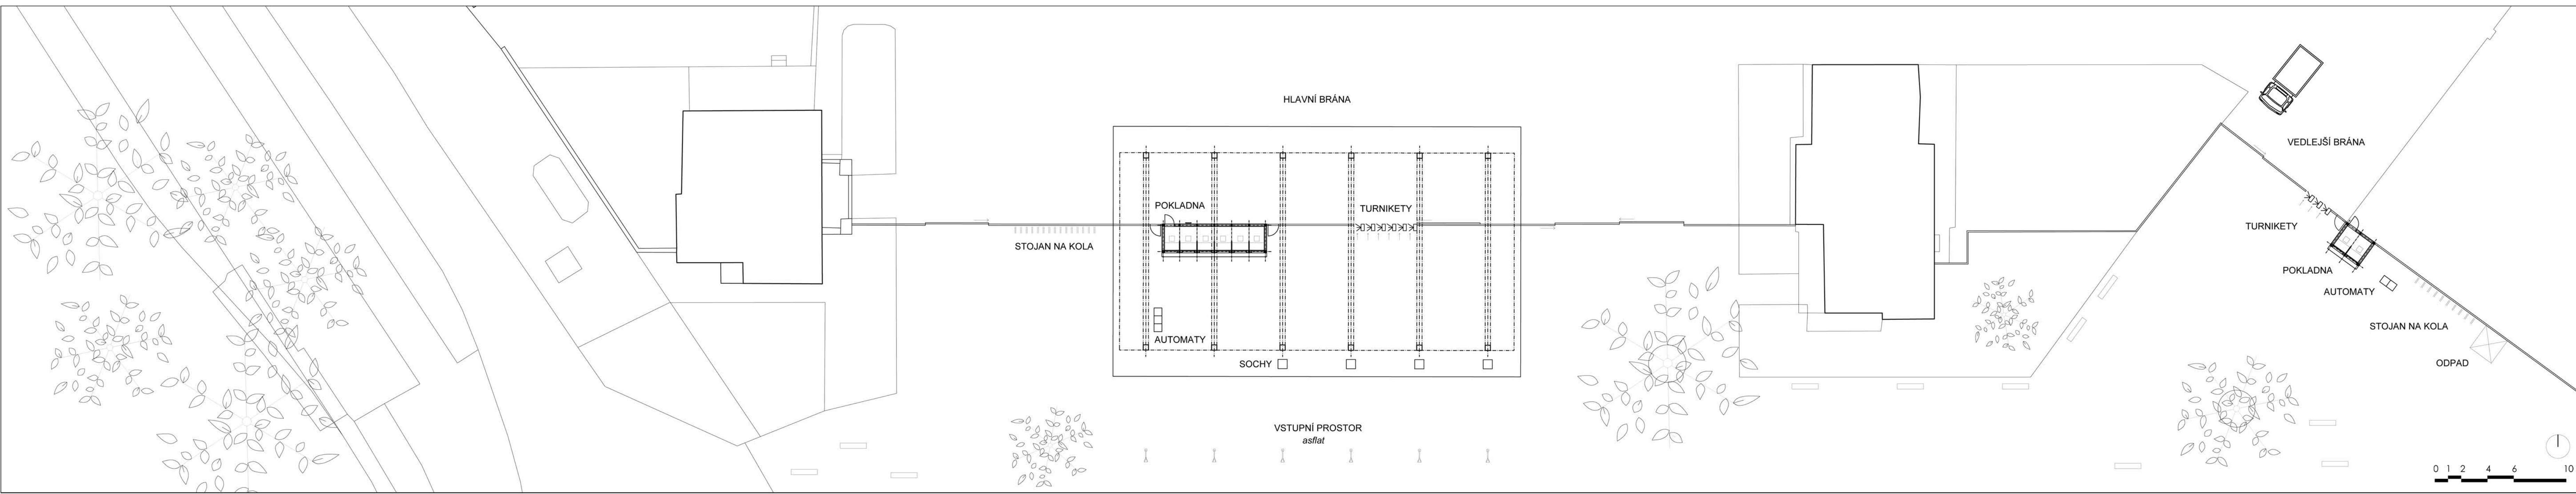 HLAVNÍ BRÁNA
VEDLEJŠÍ BRÁNA
POKLADNA
TURNIKETY
STOJAN NA KOLA
TURNIKETY
POKLADNA
AUTOMATY
STOJAN NA KOLA
AUTOMATY
SOCHY
ODPAD
VSTUPNÍ PROSTOR
asflat
0 1 2 4 6 10